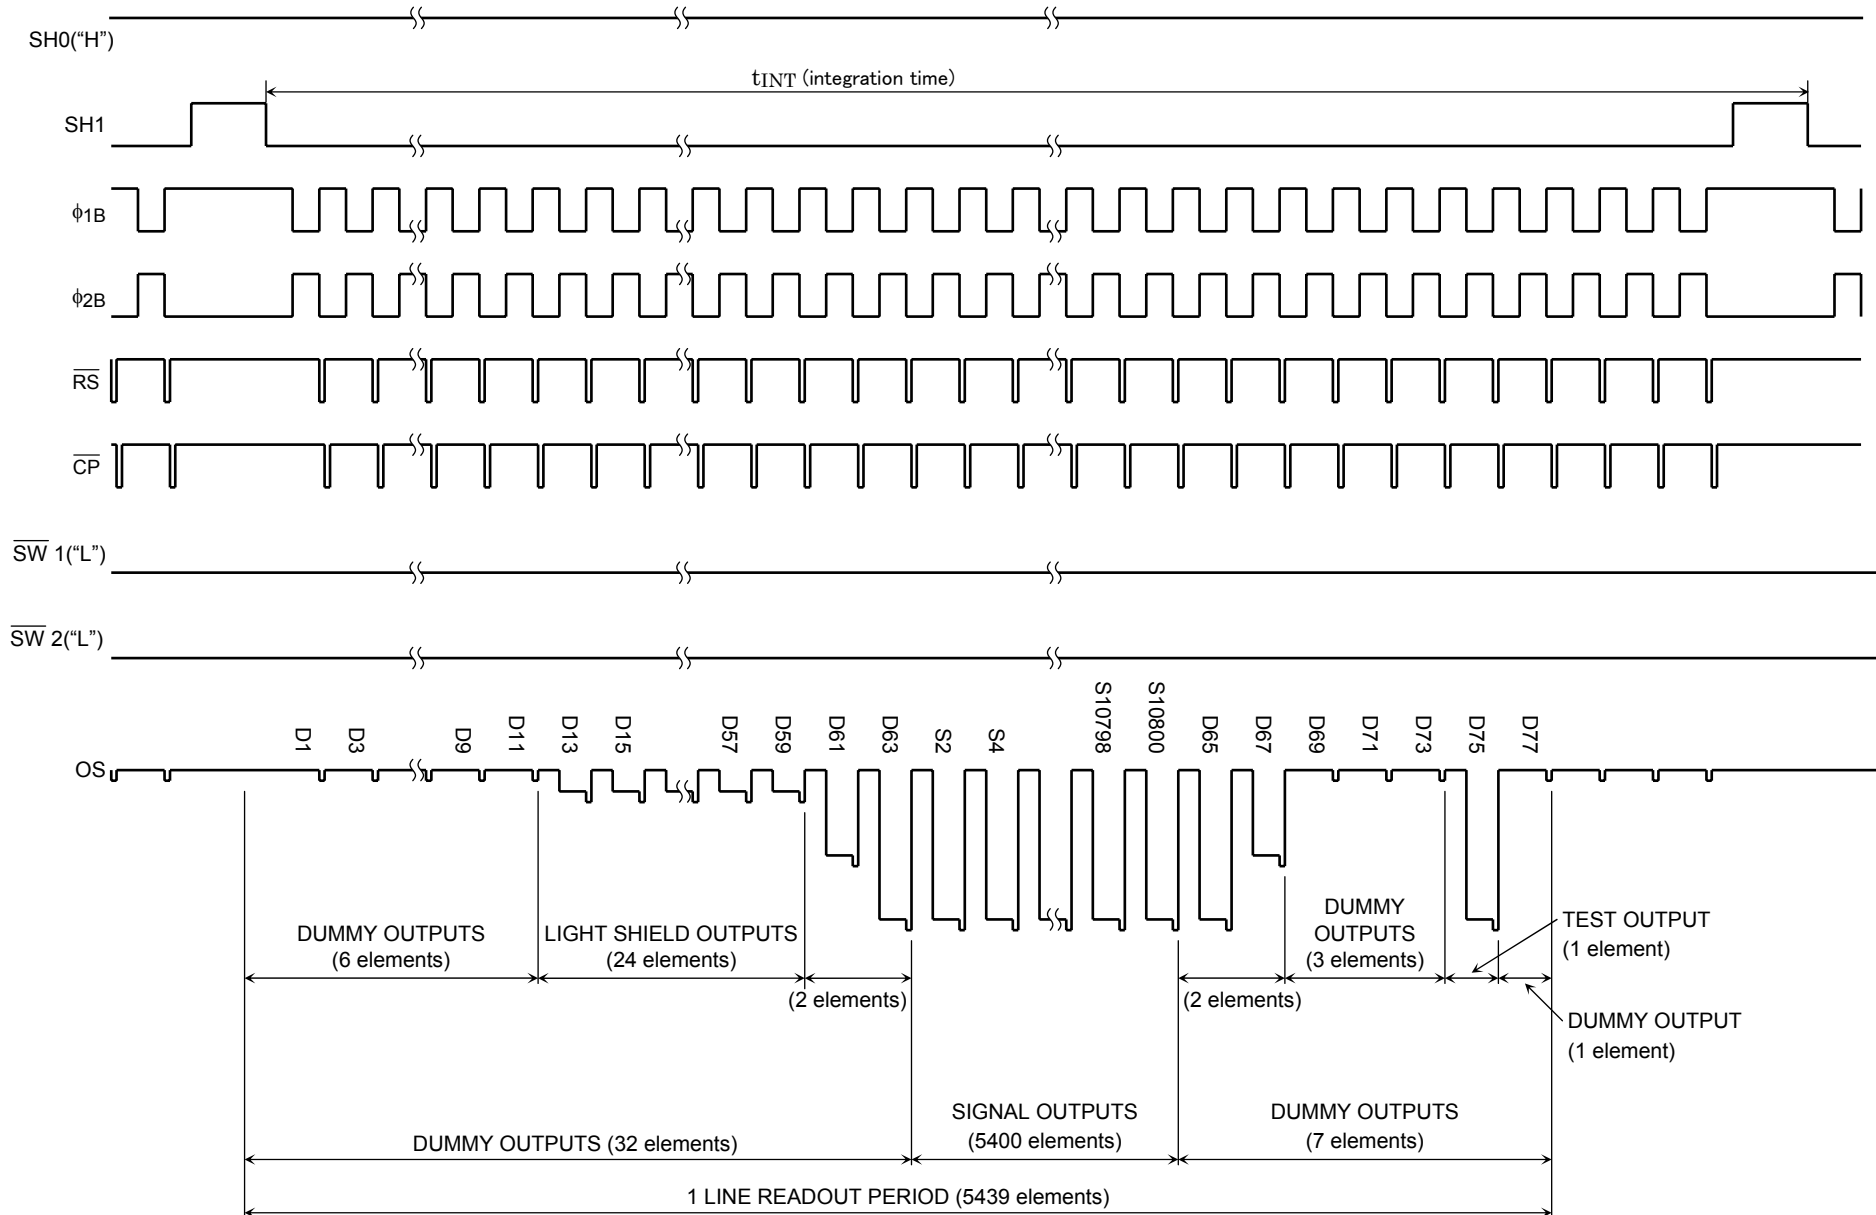 SH0(“H”)
tINT (integration time)
SH1
ϕ1B
ϕ2B
RS
CP
SW 1(“L”)
SW 2(“L”)
OS
D1
D3
D9
D11
D13
D15
D57
D59
D61
D63
S2
S4
S10798
S10800
D65
D67
D69
D71
D73
D75
D77
DUMMY OUTPUTS
(6 elements)
LIGHT SHIELD OUTPUTS
(24 elements)
(2 elements)
(2 elements)
DUMMY
OUTPUTS
(3 elements)
TEST OUTPUT
(1 element)
DUMMY OUTPUT
(1 element)
DUMMY OUTPUTS (32 elements)
SIGNAL OUTPUTS
(5400 elements)
DUMMY OUTPUTS
(7 elements)
1 LINE READOUT PERIOD (5439 elements)